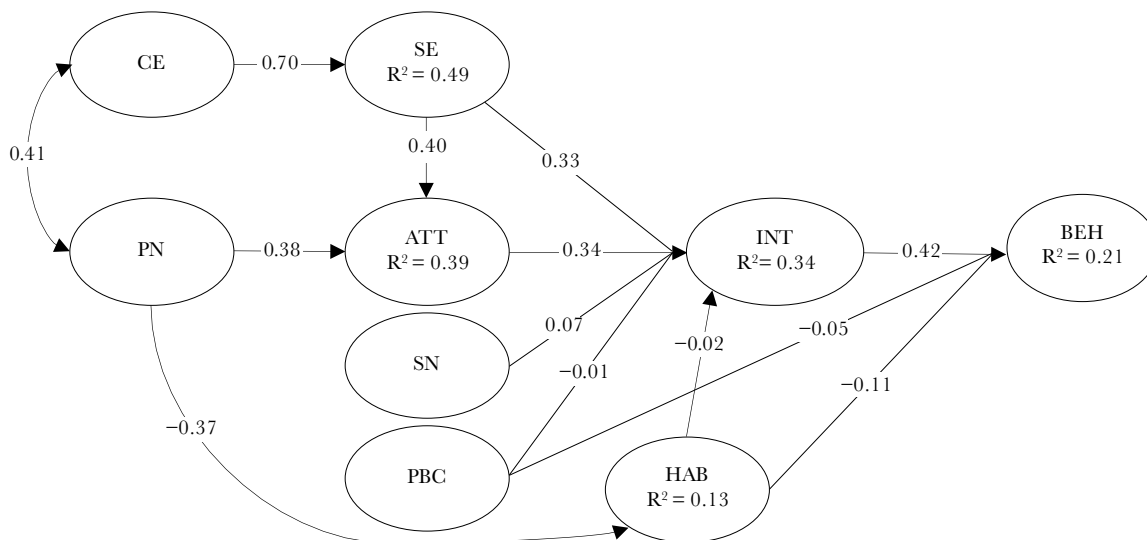 CE
0.70
SE
R² = 0.49
0.41
0.40
0.33
PN
0.38
ATT
R² = 0.39
0.34
INT
R²= 0.34
0.42
BEH
R² = 0.21
0.07
−0.05
−0.02
SN
−0.01
−0.11
−0.37
PBC
HAB
R² = 0.13